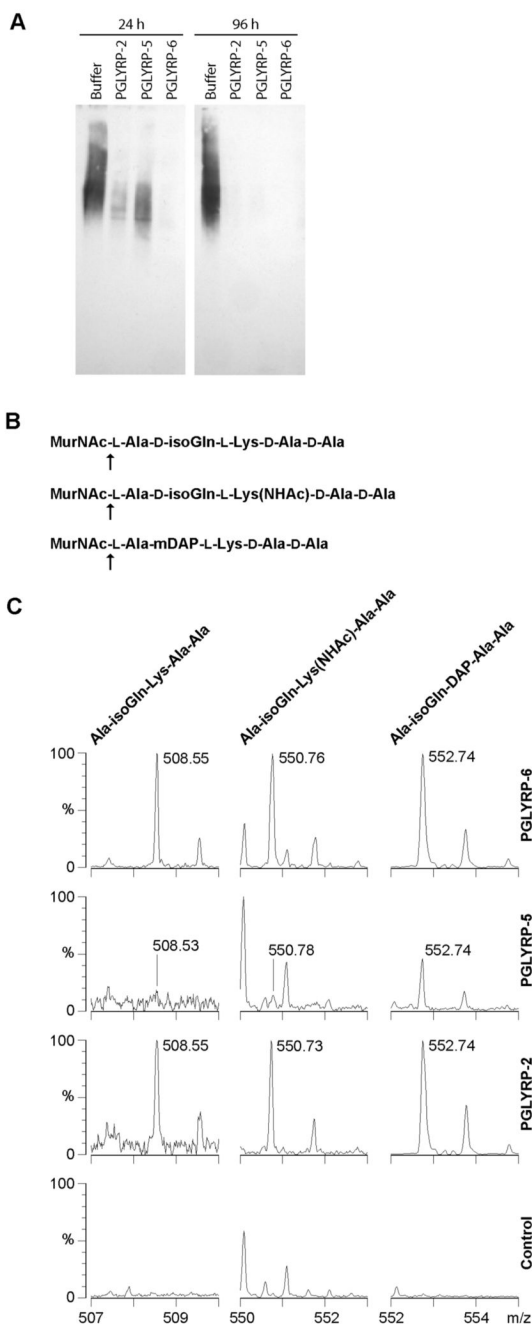 A
24 h 96 h
Buffer PGLYRP-2 PGLYRP-5 PGLYRP-6 Buffer PGLYRP-2 PGLYRP-5 PGLYRP-6
B
MurNAc-L-Ala-D-isoGln-L-Lys-D-Ala-D-Ala
↑
MurNAc-L-Ala-D-isoGln-L-Lys(NHAc)-D-Ala-D-Ala
↑
MurNAc-L-Ala-mDAP-L-Lys-D-Ala-D-Ala
↑
C
Ala-isoGln-Lys-Ala-Ala
Ala-isoGln-Lys(NHAc)-Ala-Ala
Ala-isoGln-DAP-Ala-Ala
100 % 0 508.55 550.76 552.74 PGLYRP-6
100 % 0 508.53 550.78 552.74 PGLYRP-5
100 % 0 508.55 550.73 552.74 PGLYRP-2
100 % 0 Control
507 509 550 552 552 554 m/z